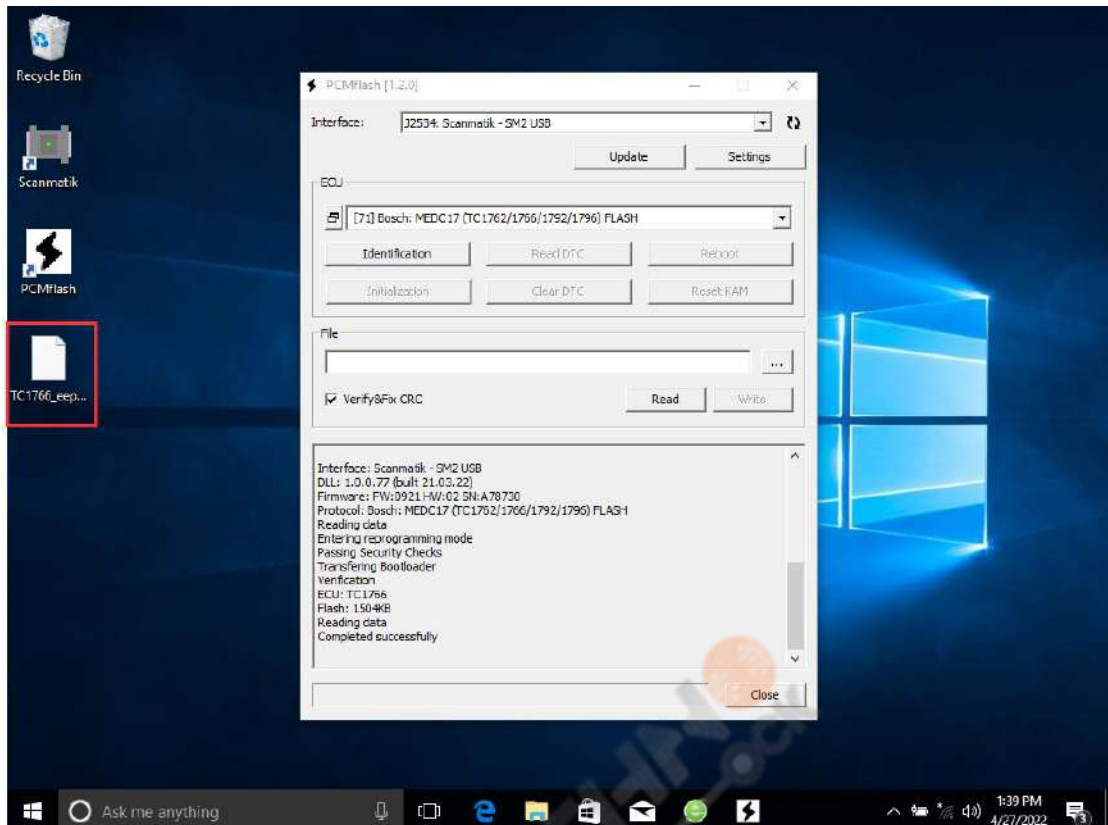 Recycle Bin
Scanmatik
PCMflash
TC1766_eep...
PCMflash [1.2.0]
Interface:
J2534: Scanmatik - SM2 USB
Update
Settings
ECU
[71] Bosch: MEDC17 (TC1762/1766/1792/1796) FLASH
Identification
Read DTC
Reboot
Initialization
Clear DTC
Reset KAM
File
...
Verify&Fix CRC
Read
Write
Interface: Scanmatik - SM2 USB
DLL: 1.0.0.77 (built 21.03.22)
Firmware: FW:0921 HW:02 SN:A78730
Protocol: Bosch: MEDC17 (TC1762/1766/1792/1796) FLASH
Reading data
Entering reprogramming mode
Passing Security Checks
Transfering Bootloader
Verification
ECU: TC1766
Flash: 1504KB
Reading data
Completed successfully
Close
Ask me anything
1:39 PM
4/27/2022
3